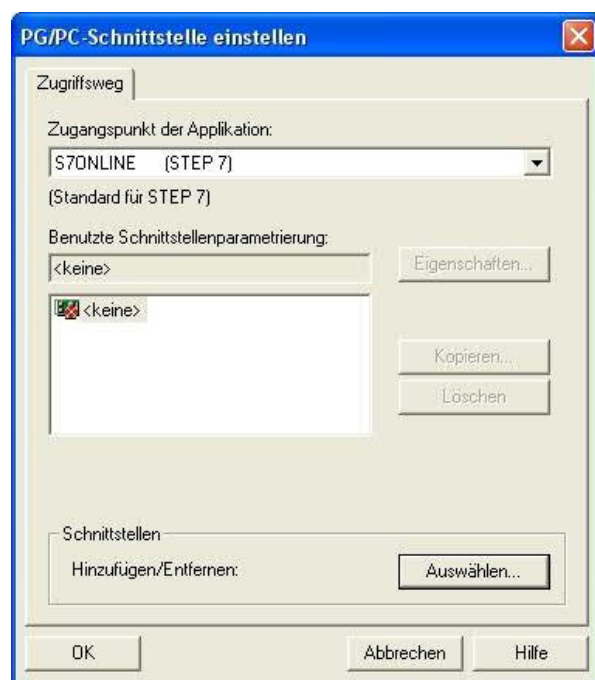 PG/PC-Schnittstelle einstellen
Zugriffsweg
Zugangspunkt der Applikation:
S7ONLINE (STEP 7)
(Standard für STEP 7)
Benutzte Schnittstellenparametrierung:
<keine>
Eigenschaften...
<keine>
Kopieren...
Löschen
Schnittstellen
Hinzufügen/Entfernen:
Auswählen...
OK
Abbrechen
Hilfe